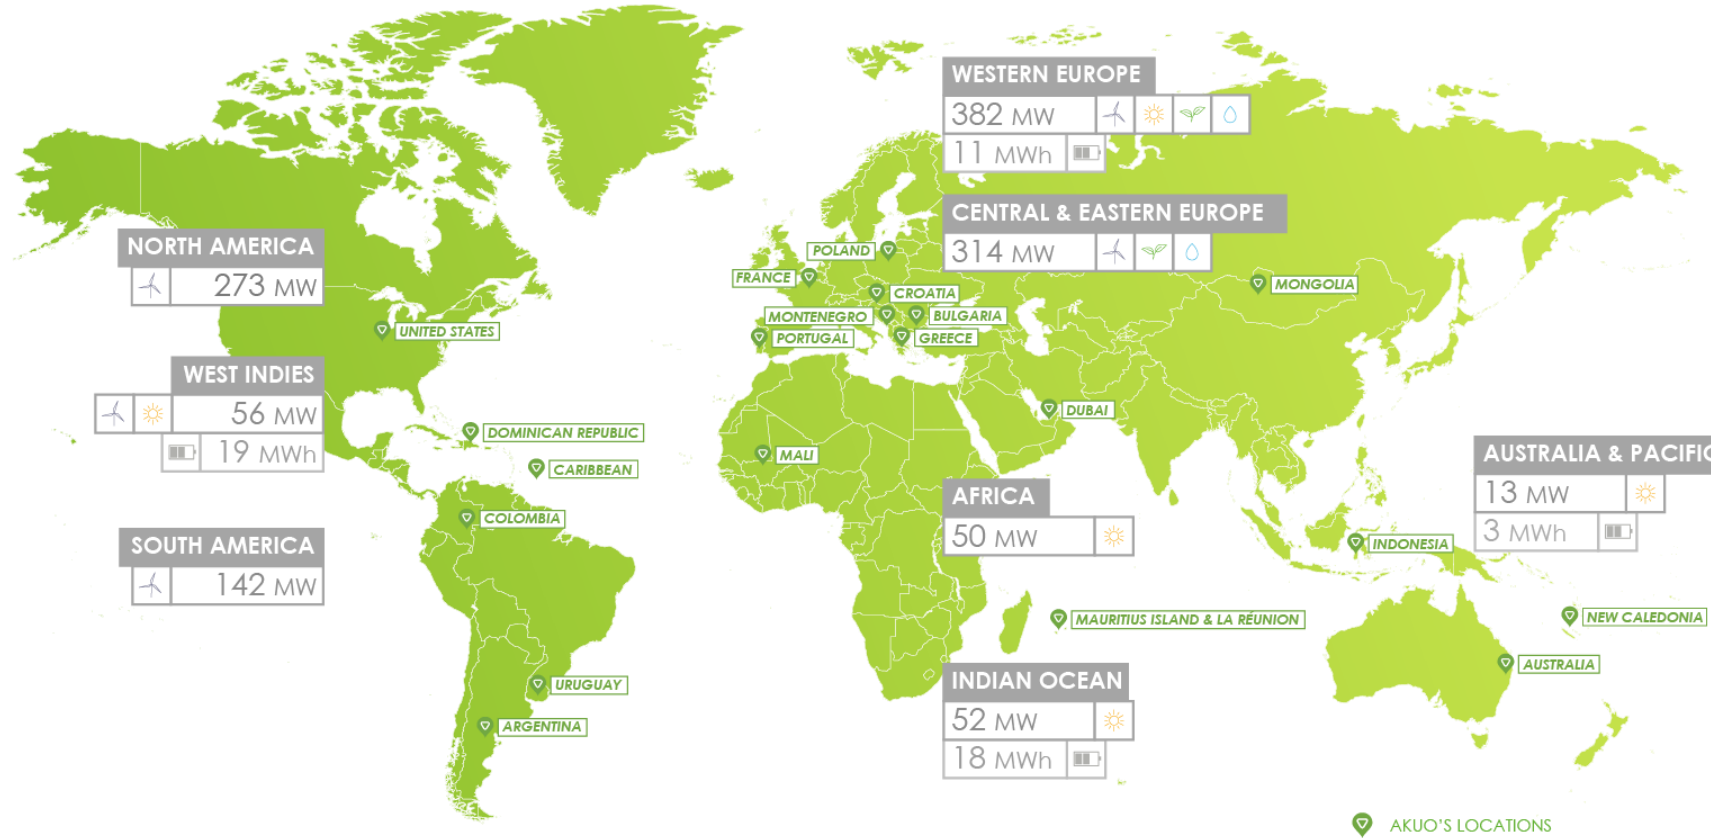 WESTERN EUROPE
382 MW
11 MWh
CENTRAL & EASTERN EUROPE
314 MW
NORTH AMERICA
273 MW
POLAND
FRANCE
CROATIA
MONGOLIA
MONTENEGRO
BULGARIA
UNITED STATES
PORTUGAL
GREECE
WEST INDIES
56 MW
19 MWh
DOMINICAN REPUBLIC
CARIBBEAN
DUBAI
MALI
AUSTRALIA & PACIFIC
13 MW
3 MWh
AFRICA
50 MW
COLOMBIA
INDONESIA
SOUTH AMERICA
142 MW
MAURITIUS ISLAND & LA RÉUNION
NEW CALEDONIA
AUSTRALIA
INDIAN OCEAN
52 MW
18 MWh
URUGUAY
ARGENTINA
AKUO'S LOCATIONS